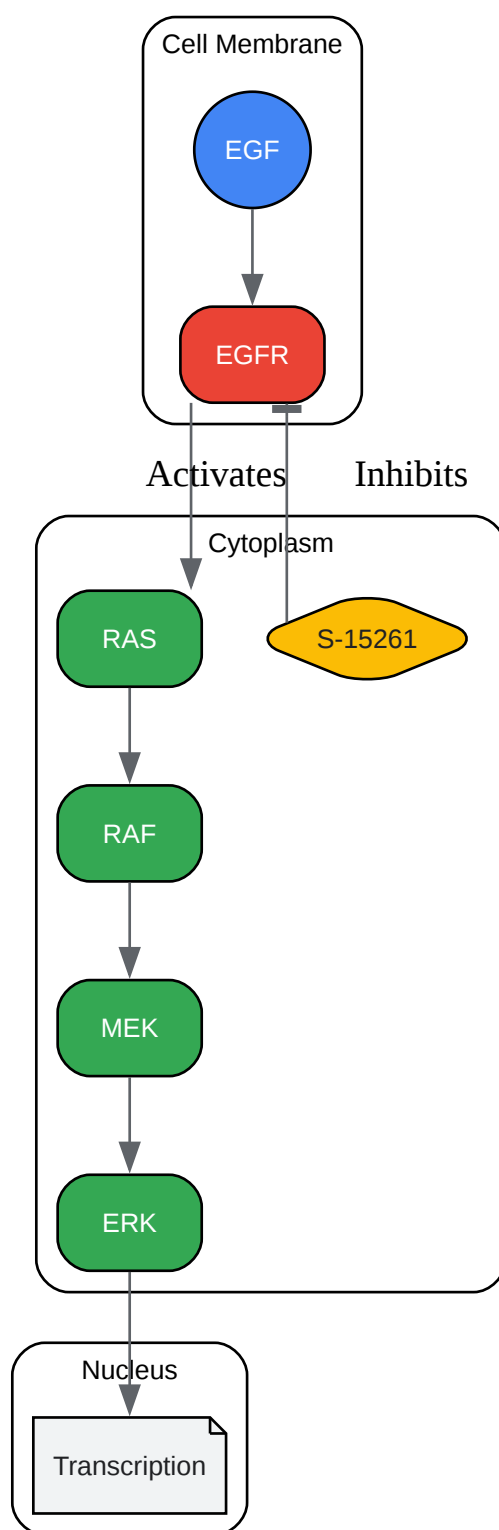 Cell Membrane
EGF
EGFR
Activates
Inhibits
Cytoplasm
RAS
S-15261
RAF
MEK
ERK
Nucleus
Transcription